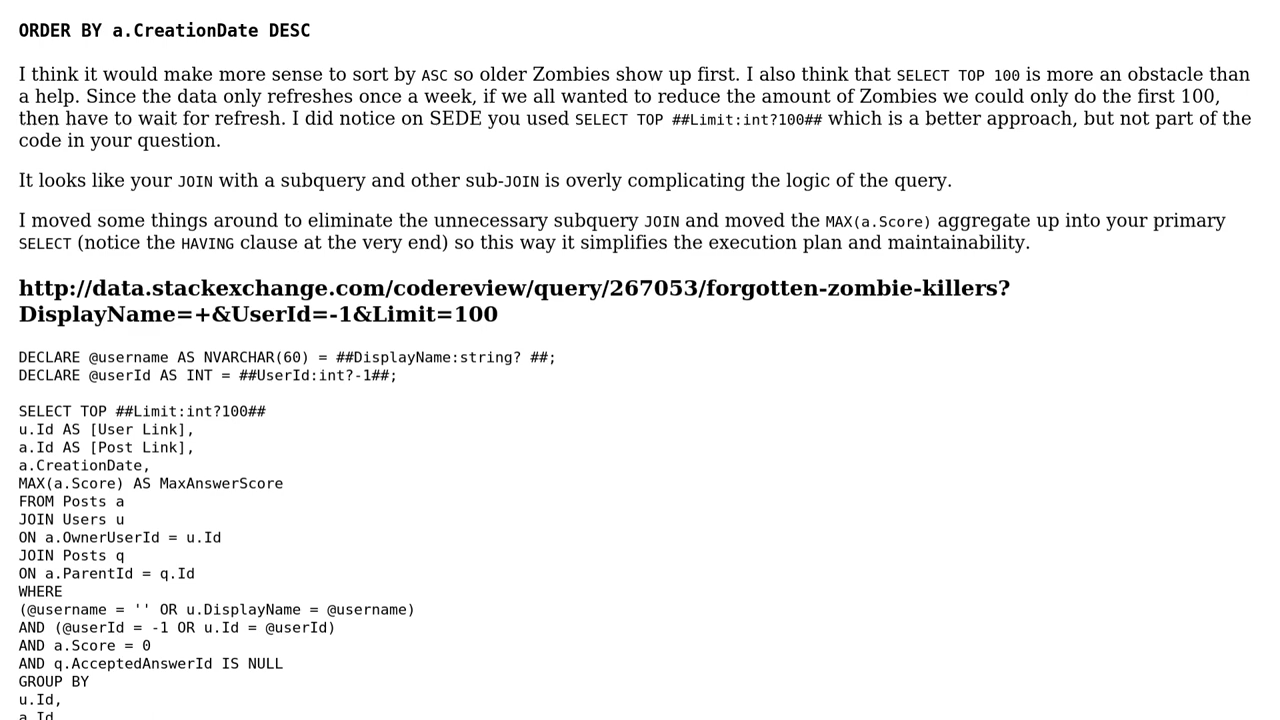 ORDER BY a.CreationDate DESC
I think it would make more sense to sort by ASC so older Zombies show up first. I also think that SELECT TOP 100 is more an obstacle than
a help. Since the data only refreshes once a week, if we all wanted to reduce the amount of Zombies we could only do the first 100,
then have to wait for refresh. I did notice on SEDE you used SELECT TOP ##Limit:int?100## which is a better approach, but not part of the
code in your question.
It looks like your JOIN with a subquery and other sub-JOIN is overly complicating the logic of the query.
I moved some things around to eliminate the unnecessary subquery JOIN and moved the MAX(a.Score) aggregate up into your primary
SELECT (notice the HAVING clause at the very end) so this way it simplifies the execution plan and maintainability.
http://data.stackexchange.com/codereview/query/267053/forgotten-zombie-killers?
DisplayName=+&UserId=-1&Limit=100
DECLARE @username AS NVARCHAR(60) = ##DisplayName:string? ##;
DECLARE @userId AS INT = ##UserId:int?-1##;
SELECT TOP ##Limit:int?100##
u.Id AS [User Link],
a.Id AS [Post Link],
a.CreationDate,
MAX(a.Score) AS MaxAnswerScore
FROM Posts a
JOIN Users u
ON a.OwnerUserId = u.Id
JOIN Posts q
ON a.ParentId = q.Id
WHERE
(@username = '' OR u.DisplayName = @username)
AND (@userId = -1 OR u.Id = @userId)
AND a.Score = 0
AND q.AcceptedAnswerId IS NULL
GROUP BY
u.Id,
a.Id